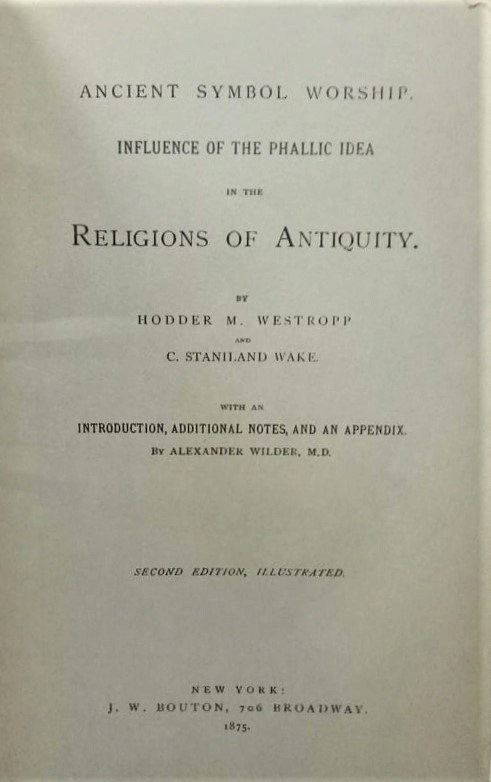 ANCIENT SYMBOL WORSHIP.
INFLUENCE OF THE PHALLIC IDEA
IN THE
RELIGIONS OF ANTIQUITY.
BY
HODDER M. WESTROPP
AND
C. STANILAND WAKE.
WITH AN
INTRODUCTION, ADDITIONAL NOTES, AND AN APPENDIX.
BY ALEXANDER WILDER, M.D.
SECOND EDITION, ILLUSTRATED.
NEW YORK:
J. W. BOUTON, 706 BROADWAY.
1875.